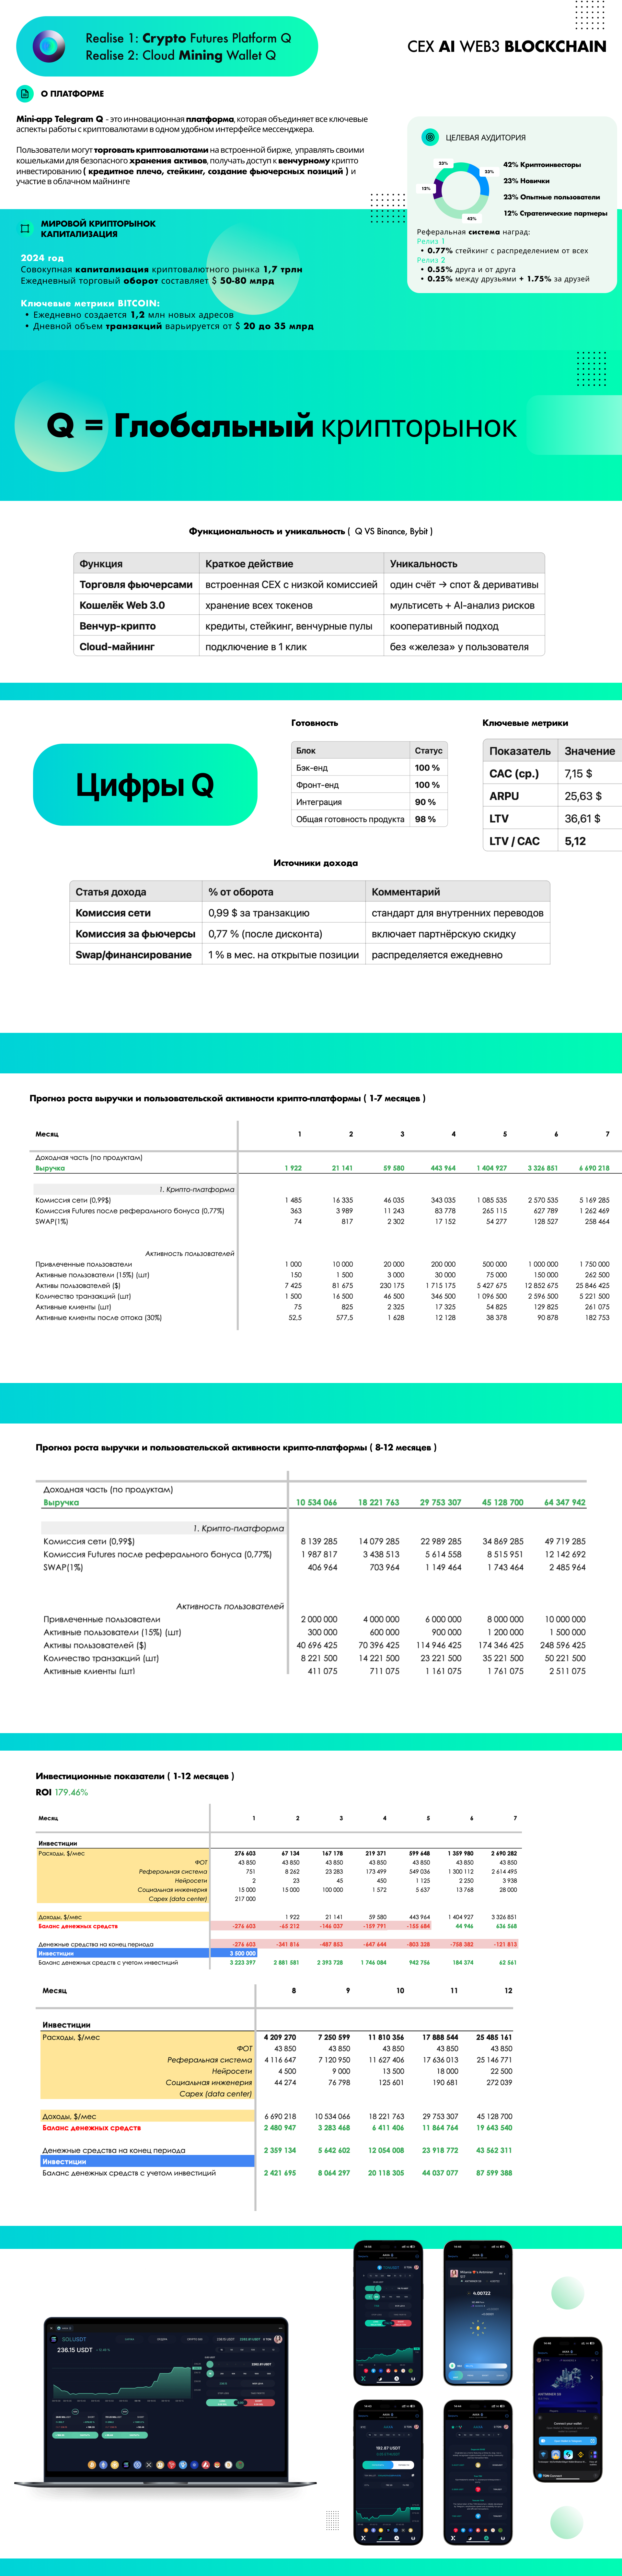 Realise 1: Crypto Futures Platform Q
Realise 2: Cloud Mining Wallet Q
CEX AI WEB3 BLOCKCHAIN
О ПЛАТФОРМЕ
Mini-app Telegram Q - это инновационная платформа, которая объединяет все ключевые
аспекты работы с криптовалютами в одном удобном интерфейсе мессенджера.
Пользователи могут торговать криптовалютами на встроенной бирже, управлять своими
кошельками для безопасного хранения активов, получать доступ к венчурному крипто
инвестированию ( кредитное плечо, стейкинг, создание фьючерсных позиций ) и
участие в облачном майнинге
ЦЕЛЕВАЯ АУДИТОРИЯ
23%
23%
12%
42%
42% Криптоинвесторы
23% Новички
23% Опытные пользователи
12% Стратегические партнеры
Реферальная система наград:
Релиз 1
• 0.77% стейкинг с распределением от всех
Релиз 2
• 0.55% друга и от друга
• 0.25% между друзьями + 1.75% за друзей
МИРОВОЙ КРИПТОРЫНОК
КАПИТАЛИЗАЦИЯ
2024 год
Совокупная капитализация криптовалютного рынка 1,7 трлн
Ежедневный торговый оборот составляет $ 50-80 млрд
Ключевые метрики BITCOIN:
• Ежедневно создается 1,2 млн новых адресов
• Дневной объем транзакций варьируется от $ 20 до 35 млрд
Q = Глобальный крипторынок
Функциональность и уникальность ( Q VS Binance, Bybit )
Функция Краткое действие Уникальность
Торговля фьючерсами встроенная CEX с низкой комиссией один счёт → спот & деривативы
Кошелёк Web 3.0 хранение всех токенов мультисеть + AI-анализ рисков
Венчур-крипто кредиты, стейкинг, венчурные пулы кооперативный подход
Cloud-майнинг подключение в 1 клик без «железа» у пользователя
Цифры Q
Готовность
Блок Статус
Бэк-енд 100 %
Фронт-енд 100 %
Интеграция 90 %
Общая готовность продукта 98 %
Ключевые метрики
Показатель Значение
CAC (ср.) 7,15 $
ARPU 25,63 $
LTV 36,61 $
LTV / CAC 5,12
Источники дохода
Статья дохода % от оборота Комментарий
Комиссия сети 0,99 $ за транзакцию стандарт для внутренних переводов
Комиссия за фьючерсы 0,77 % (после дисконта) включает партнёрскую скидку
Swap/финансирование 1 % в мес. на открытые позиции распределяется ежедневно
Прогноз роста выручки и пользовательской активности крипто-платформы ( 1-7 месяцев )
Месяц 1 2 3 4 5 6 7
Доходная часть (по продуктам)
Выручка 1 922 21 141 59 580 443 964 1 404 927 3 326 851 6 690 218
1. Крипто-платформа
Комиссия сети (0,99$) 1 485 16 335 46 035 343 035 1 085 535 2 570 535 5 169 285
Комиссия Futures после реферального бонуса (0,77%) 363 3 989 11 243 83 778 265 115 627 789 1 262 469
SWAP(1%) 74 817 2 302 17 152 54 277 128 527 258 464
Активность пользователей
Привлеченные пользователи 1 000 10 000 20 000 200 000 500 000 1 000 000 1 750 000
Активные пользователи (15%) (шт) 150 1 500 3 000 30 000 75 000 150 000 262 500
Активы пользователей ($) 7 425 81 675 230 175 1 715 175 5 427 675 12 852 675 25 846 425
Количество транзакций (шт) 1 500 16 500 46 500 346 500 1 096 500 2 596 500 5 221 500
Активные клиенты (шт) 75 825 2 325 17 325 54 825 129 825 261 075
Активные клиенты после оттока (30%) 52,5 577,5 1 628 12 128 38 378 90 878 182 753
Прогноз роста выручки и пользовательской активности крипто-платформы ( 8-12 месяцев )
Доходная часть (по продуктам)
Выручка 10 534 066 18 221 763 29 753 307 45 128 700 64 347 942
1. Крипто-платформа
Комиссия сети (0,99$) 8 139 285 14 079 285 22 989 285 34 869 285 49 719 285
Комиссия Futures после реферального бонуса (0,77%) 1 987 817 3 438 513 5 614 558 8 515 951 12 142 692
SWAP(1%) 406 964 703 964 1 149 464 1 743 464 2 485 964
Активность пользователей
Привлеченные пользователи 2 000 000 4 000 000 6 000 000 8 000 000 10 000 000
Активные пользователи (15%) (шт) 300 000 600 000 900 000 1 200 000 1 500 000
Активы пользователей ($) 40 696 425 70 396 425 114 946 425 174 346 425 248 596 425
Количество транзакций (шт) 8 221 500 14 221 500 23 221 500 35 221 500 50 221 500
Активные клиенты (шт) 411 075 711 075 1 161 075 1 761 075 2 511 075
Инвестиционные показатели ( 1-12 месяцев )
ROI 179.46%
Месяц 1 2 3 4 5 6 7
Инвестиции
Расходы, $/мес 276 603 67 134 167 178 219 371 599 648 1 359 980 2 690 282
ФОТ 43 850 43 850 43 850 43 850 43 850 43 850 43 850
Реферальная система 751 8 262 23 283 173 499 549 036 1 300 112 2 614 495
Нейросети 2 23 45 450 1 125 2 250 3 938
Социальная инженерия 15 000 15 000 100 000 1 572 5 637 13 768 28 000
Capex (data center) 217 000
Доходы, $/мес 1 922 21 141 59 580 443 964 1 404 927 3 326 851
Баланс денежных средств -276 603 -65 212 -146 037 -159 791 -155 684 44 946 636 568
Денежные средства на конец периода -276 603 -341 816 -487 853 -647 644 -803 328 -758 382 -121 813
Инвестиции 3 500 000
Баланс денежных средств с учетом инвестиций 3 223 397 2 881 581 2 393 728 1 746 084 942 756 184 374 62 561
Месяц 8 9 10 11 12
Инвестиции
Расходы, $/мес 4 209 270 7 250 599 11 810 356 17 888 544 25 485 161
ФОТ 43 850 43 850 43 850 43 850 43 850
Реферальная система 4 116 647 7 120 950 11 627 406 17 636 013 25 146 771
Нейросети 4 500 9 000 13 500 18 000 22 500
Социальная инженерия 44 274 76 798 125 601 190 681 272 039
Capex (data center)
Доходы, $/мес 6 690 218 10 534 066 18 221 763 29 753 307 45 128 700
Баланс денежных средств 2 480 947 3 283 468 6 411 406 11 864 764 19 643 540
Денежные средства на конец периода 2 359 134 5 642 602 12 054 008 23 918 772 43 562 311
Инвестиции
Баланс денежных средств с учетом инвестиций 2 421 695 8 064 297 20 118 305 44 037 077 87 599 388
SOLUSDT
236.15 USDT
4.00722
192.87 USDT
Connect your wallet